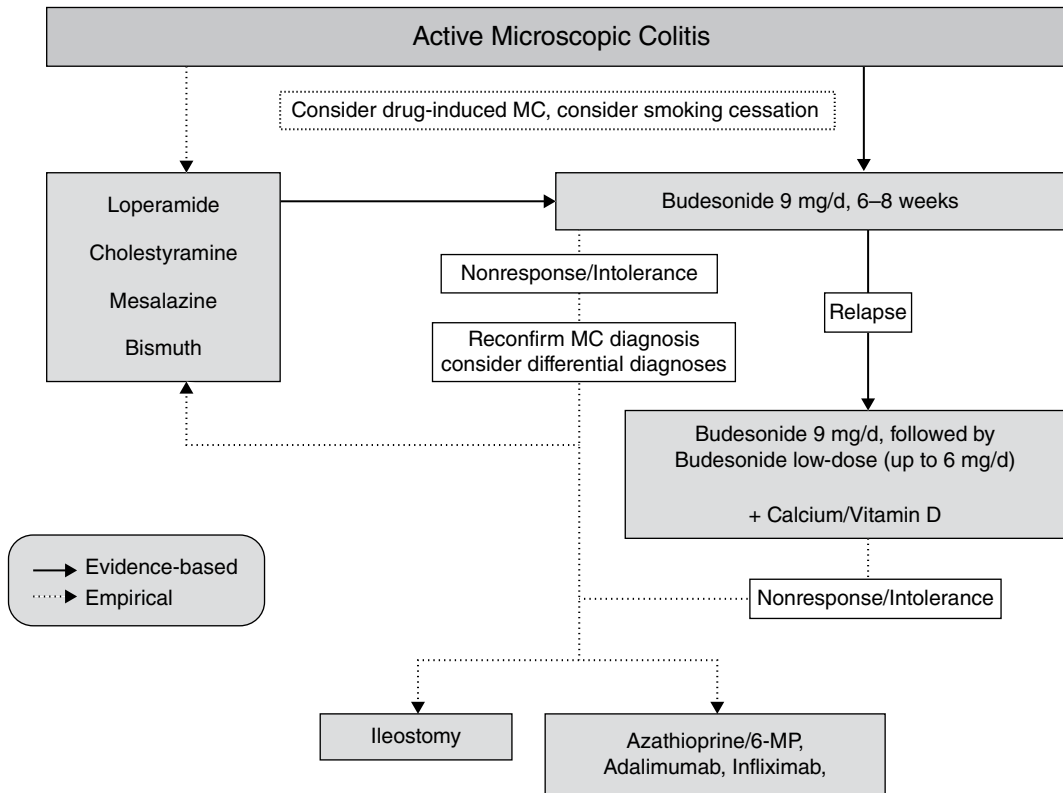 Active Microscopic Colitis
Consider drug-induced MC, consider smoking cessation
Loperamide
Cholestyramine
Mesalazine
Bismuth
Budesonide 9 mg/d, 6–8 weeks
Nonresponse/Intolerance
Reconfirm MC diagnosis
consider differential diagnoses
Relapse
Budesonide 9 mg/d, followed by
Budesonide low-dose (up to 6 mg/d)
+ Calcium/Vitamin D
Evidence-based
Empirical
Nonresponse/Intolerance
Ileostomy
Azathioprine/6-MP,
Adalimumab, Infliximab,